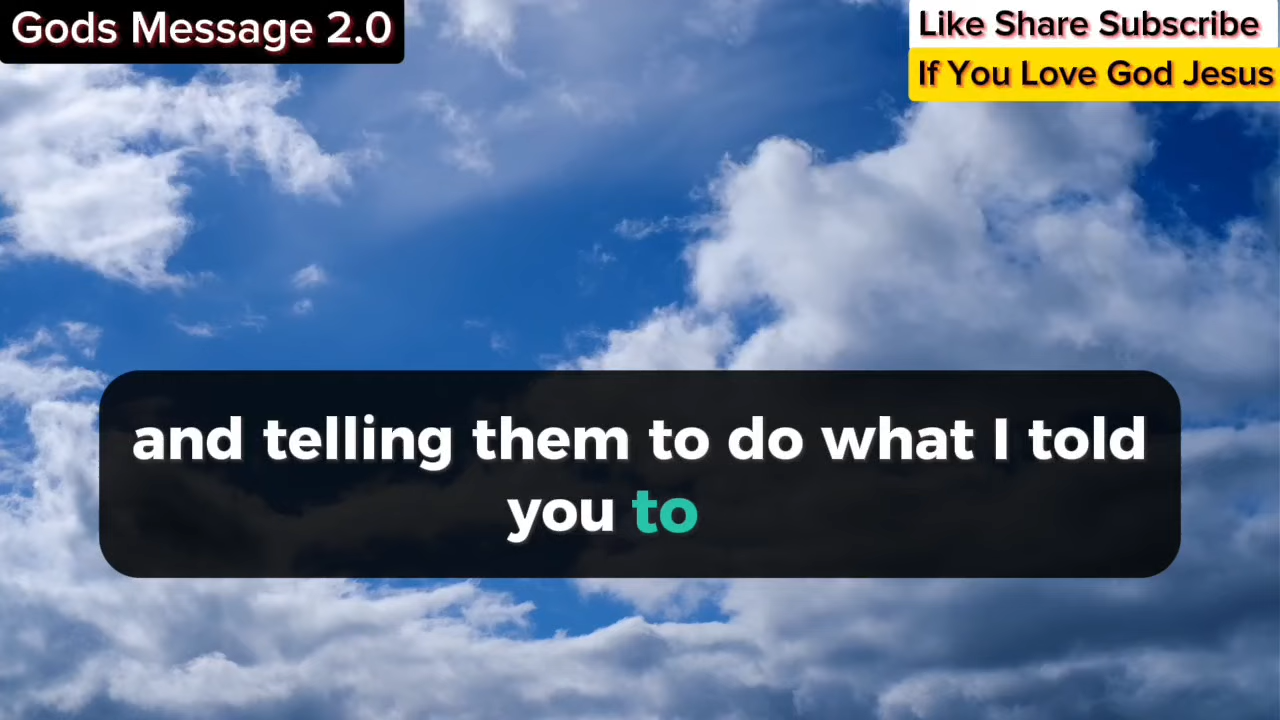 Gods Message 2.0
Like Share Subscribe
If You Love God Jesus
and telling them to do what I told
you to